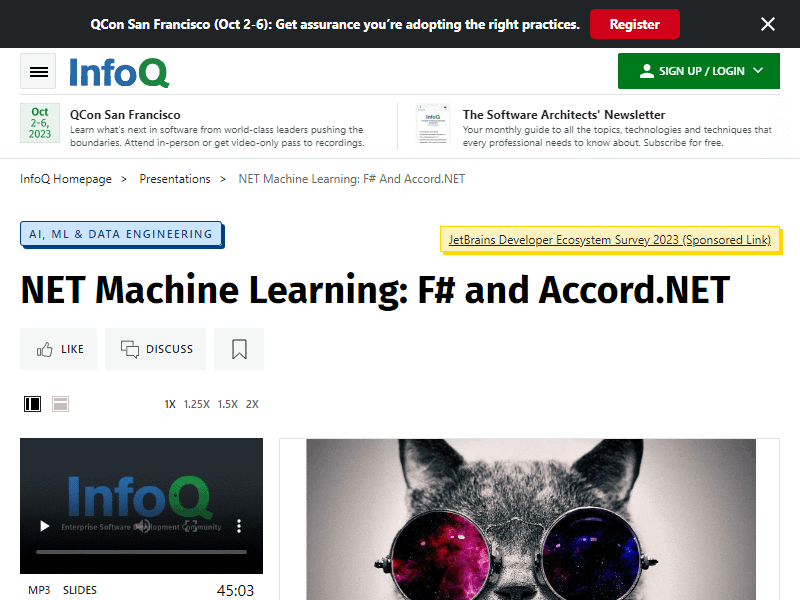 QCon San Francisco (Oct 2-6): Get assurance you’re adopting the right practices.
Register
InfoQ
SIGN UP / LOGIN
Oct
2-6,
2023
QCon San Francisco
Learn what's next in software from world-class leaders pushing the
boundaries. Attend in-person or get video-only pass to recordings.
InfoQ
The Software Architects' Newsletter
Your monthly guide to all the topics, technologies and techniques that
every professional needs to know about. Subscribe for free.
InfoQ Homepage > Presentations > NET Machine Learning: F# And Accord.NET
AI, ML & DATA ENGINEERING
JetBrains Developer Ecosystem Survey 2023 (Sponsored Link)
NET Machine Learning: F# and Accord.NET
LIKE
DISCUSS
1X 1.25X 1.5X 2X
InfoQ
Enterprise Software Development Community
MP3 SLIDES 45:03